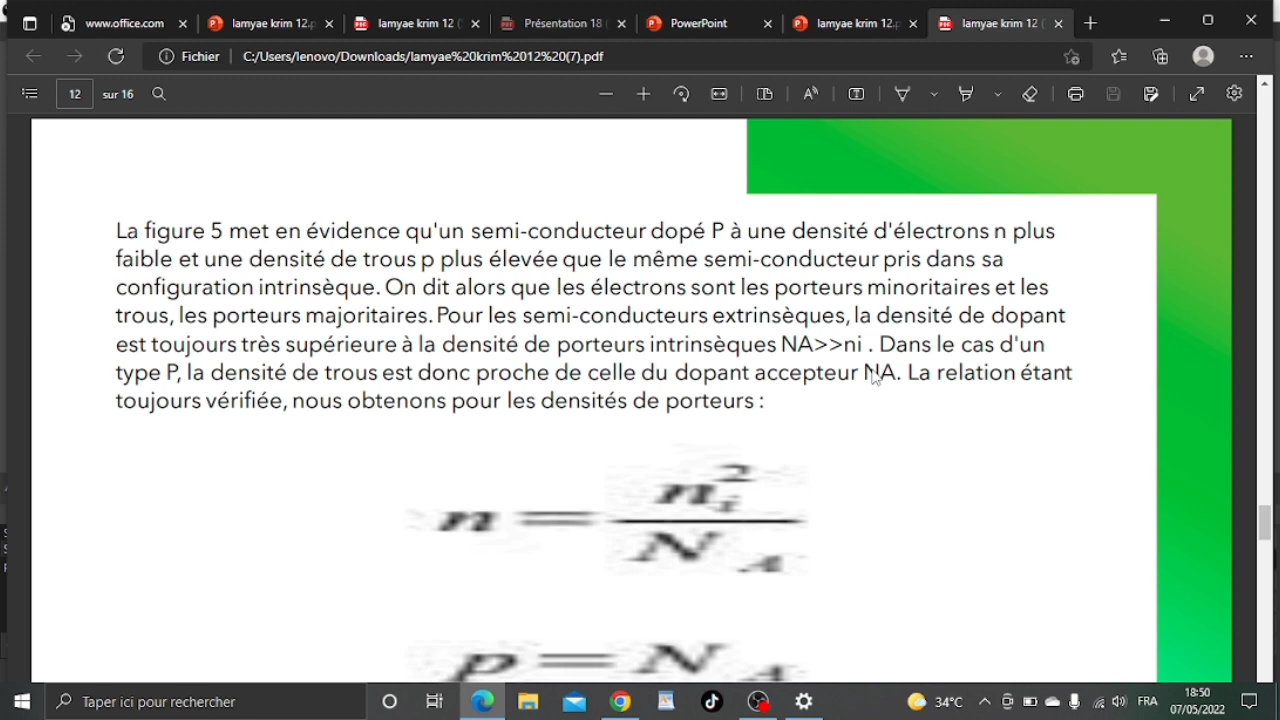 www.office.com
lamyae krim 12.p
lamyae krim 12 (
Présentation 18 (
PowerPoint
lamyae krim 12.p
lamyae krim 12 (
Fichier
C:/Users/lenovo/Downloads/lamyae%20krim%2012%20(7).pdf
12 sur 16
La figure 5 met en évidence qu'un semi-conducteur dopé P à une densité d'électrons n plus
faible et une densité de trous p plus élevée que le même semi-conducteur pris dans sa
configuration intrinsèque. On dit alors que les électrons sont les porteurs minoritaires et les
trous, les porteurs majoritaires. Pour les semi-conducteurs extrinsèques, la densité de dopant
est toujours très supérieure à la densité de porteurs intrinsèques NA>>ni . Dans le cas d'un
type P, la densité de trous est donc proche de celle du dopant accepteur NA. La relation étant
toujours vérifiée, nous obtenons pour les densités de porteurs :
n = n_i^2 / N_A
p = N_A
Taper ici pour rechercher
34°C
FRA
18:50
07/05/2022